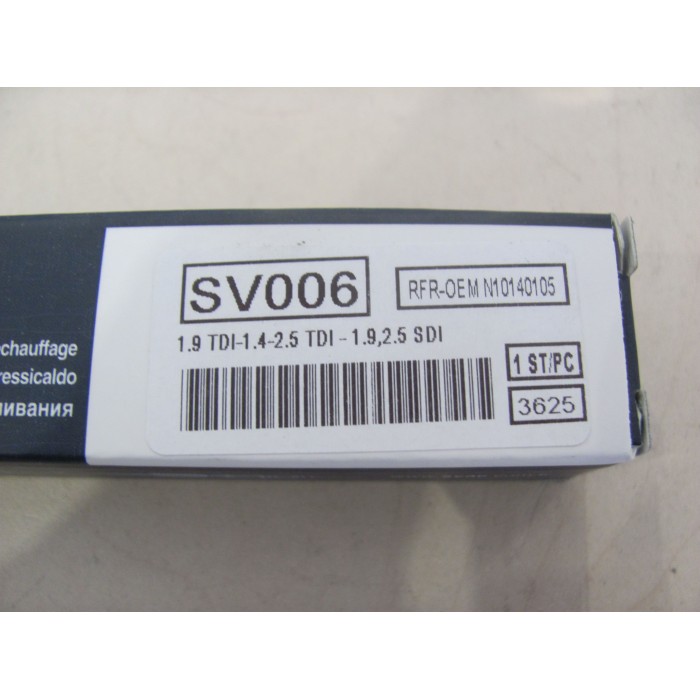 SV006
RFR-OEM N10140105
1.9 TDI-1.4-2.5 TDI - 1.9,2.5 SDI
1 ST/PC
3625
chauffage
ressicaldo
ивания